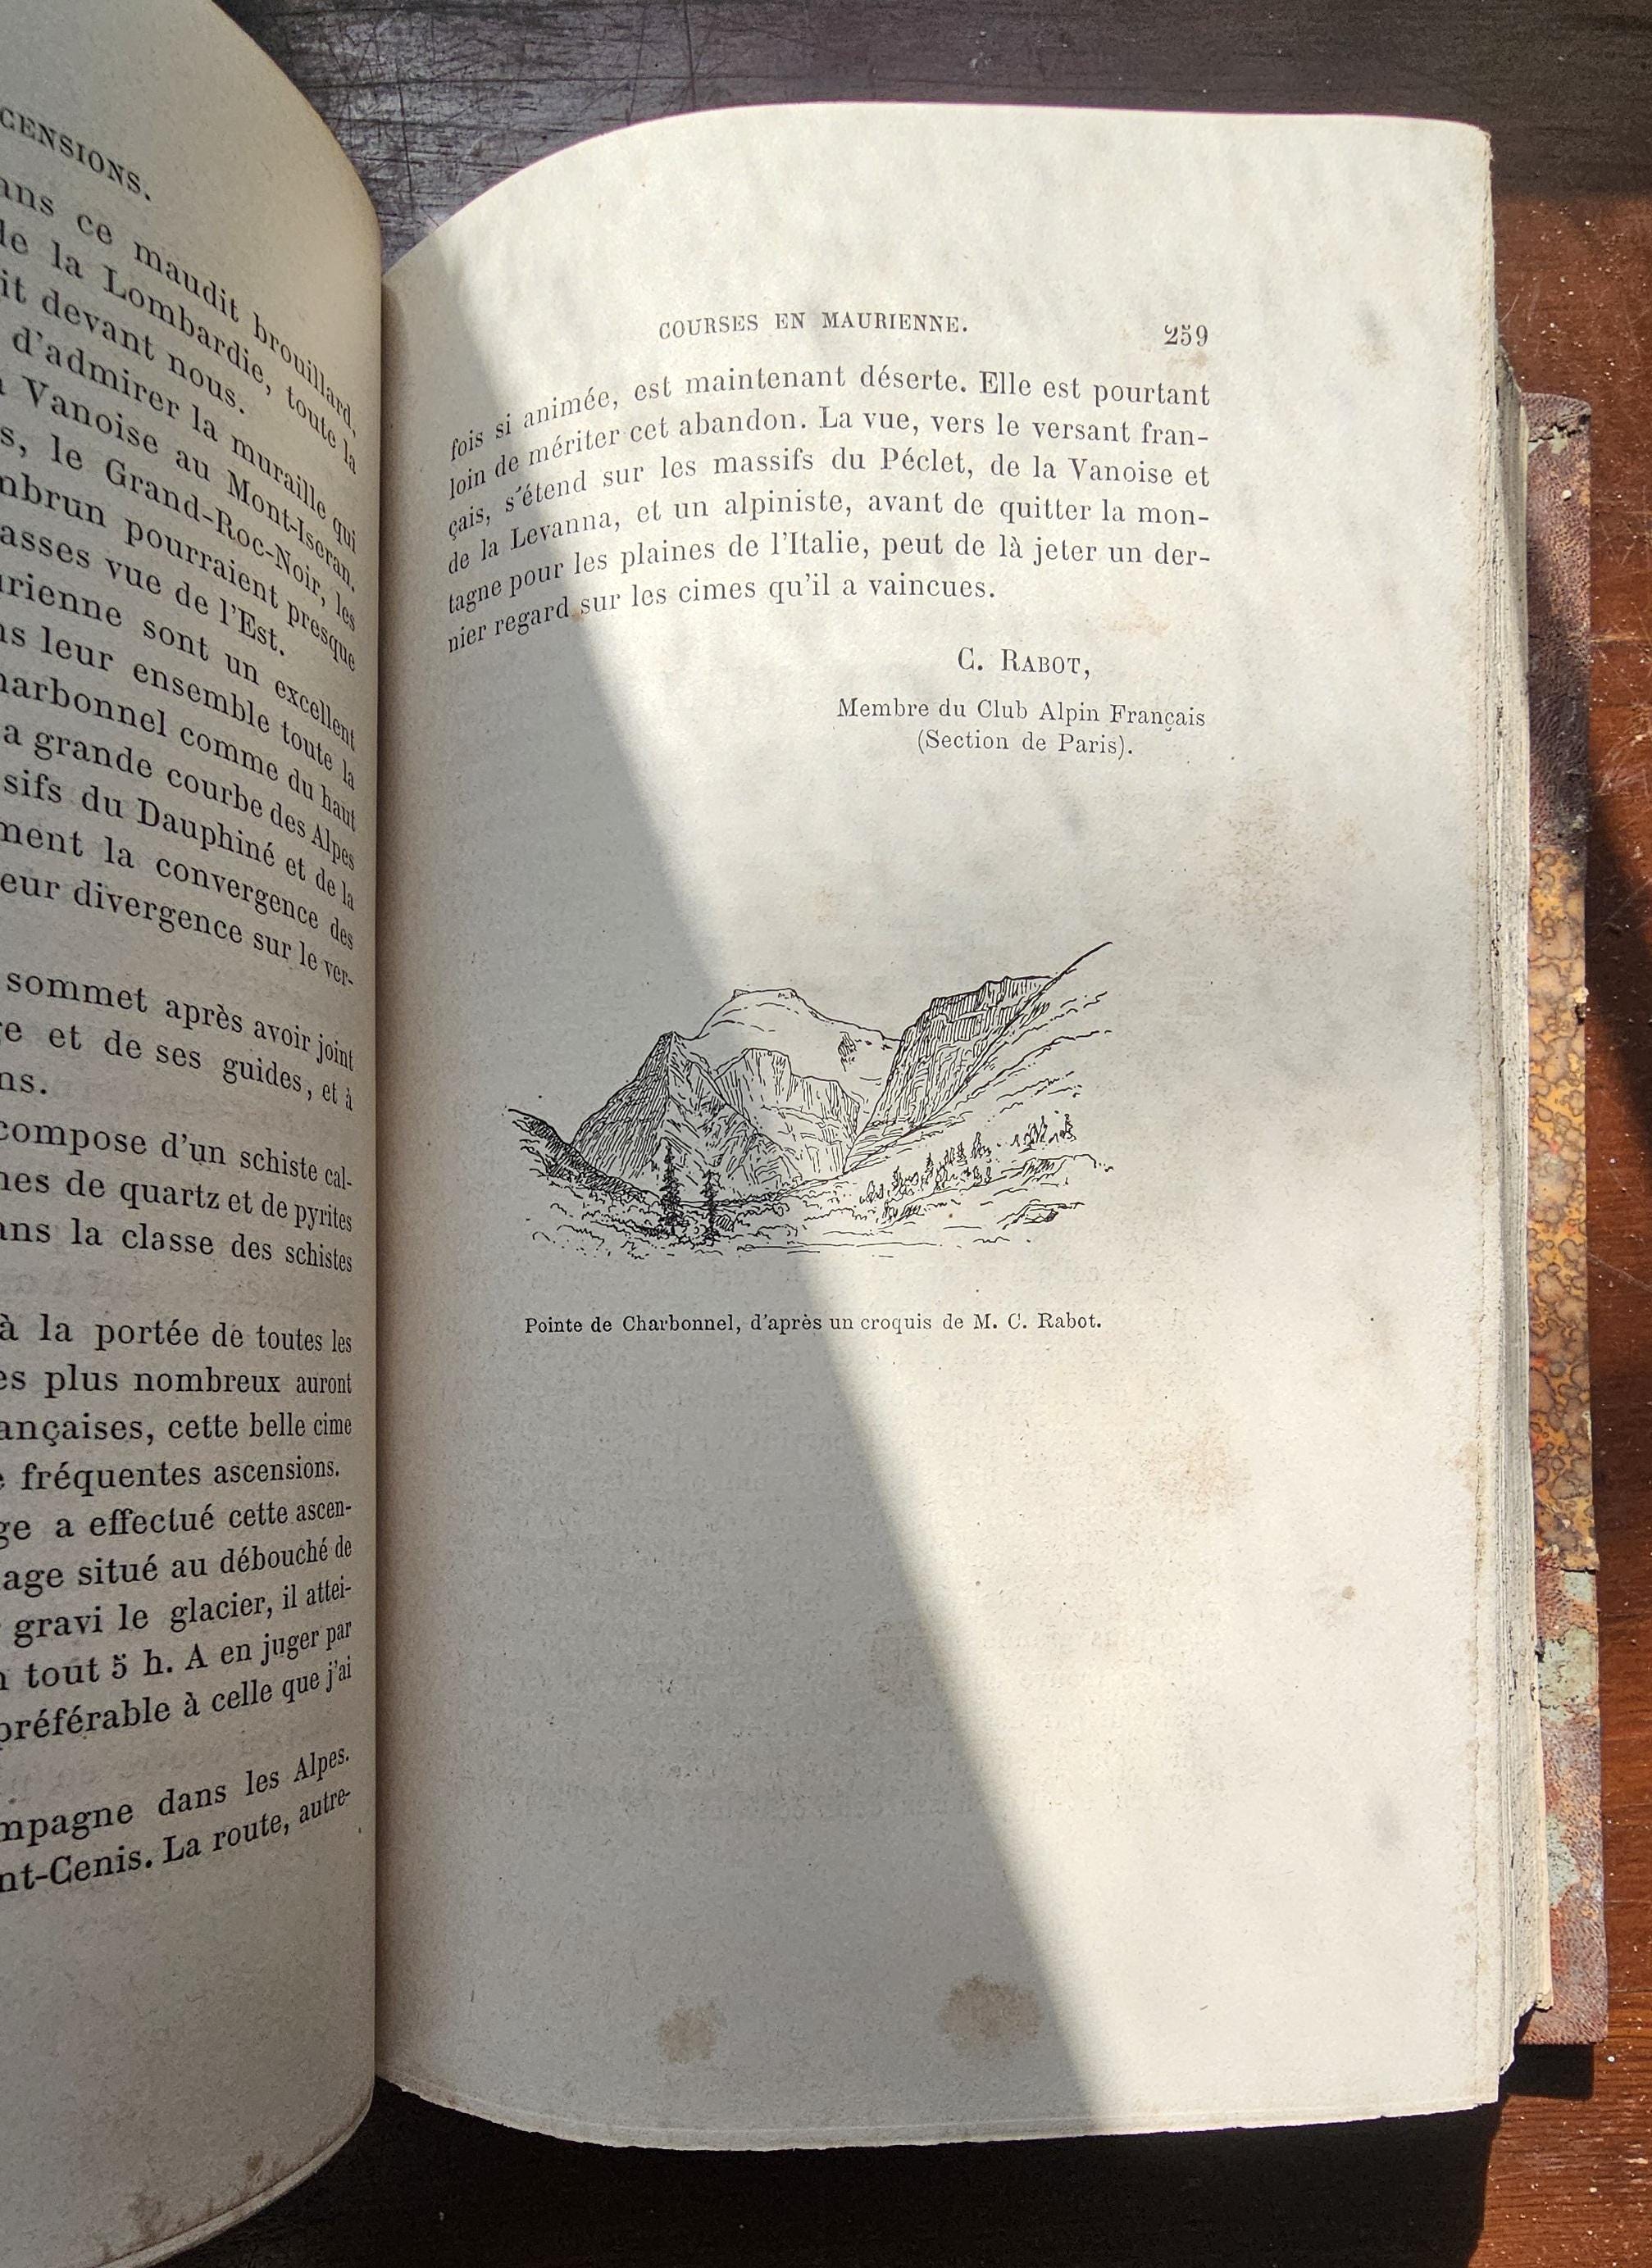 CENSIONS.
ce maudit brouillard,
de la Lombardie, toute la
devant nous.
d'admirer la muraille qui
Vanoise au Mont-Iseran.
le Grand-Roc-Noir, les
pourraient presque
vue de l'Est.
sont un excellent
leur ensemble toute la
comme du haut
a grande courbe des Alpes
sifs du Dauphiné et de la
ment la convergence des
eur divergence sur le ver-
sommet après avoir joint
et de ses guides, et à
ns.
compose d'un schiste cal-
nes de quartz et de pyrites
ans la classe des schistes
à la portée de toutes les
es plus nombreux auront
ançaises, cette belle cime
fréquentes ascensions.
ge a effectué cette ascen-
age situé au débouché de
gravi le glacier, il attei-
tout 5 h. A en juger par
préférable à celle que j'ai
mpagne dans les Alpes.
nt-Cenis. La route, autre-
COURSES EN MAURIENNE. 259
fois si animée, est maintenant déserte. Elle est pourtant
loin de mériter cet abandon. La vue, vers le versant fran-
çais, s'étend sur les massifs du Péclet, de la Vanoise et
de la Levanna, et un alpiniste, avant de quitter la mon-
tagne pour les plaines de l'Italie, peut de là jeter un der-
nier regard sur les cimes qu'il a vaincues.
C. RABOT,
Membre du Club Alpin Français
(Section de Paris).
Pointe de Charbonnel, d'après un croquis de M. C. Rabot.